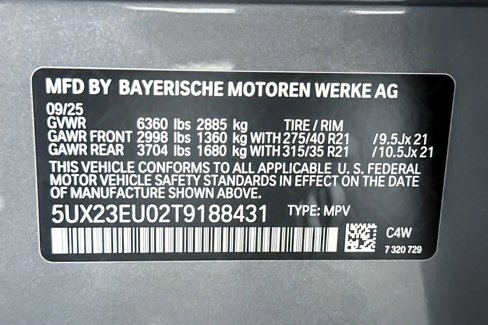 MFD BY BAYERISCHE MOTOREN WERKE AG
09/25
GVWR 6360 lbs 2885 kg TIRE / RIM
GAWR FRONT 2998 lbs 1360 kg WITH 275/40 R21 /9.5Jx 21
GAWR REAR 3704 lbs 1680 kg WITH 315/35 R21 /10.5Jx 21
THIS VEHICLE CONFORMS TO ALL APPLICABLE U. S. FEDERAL
MOTOR VEHICLE SAFETY STANDARDS IN EFFECT ON THE
DATE OF MANUFACTURE SHOWN ABOVE.
5UX23EU02T9188431 TYPE: MPV
C4W
7 320 729